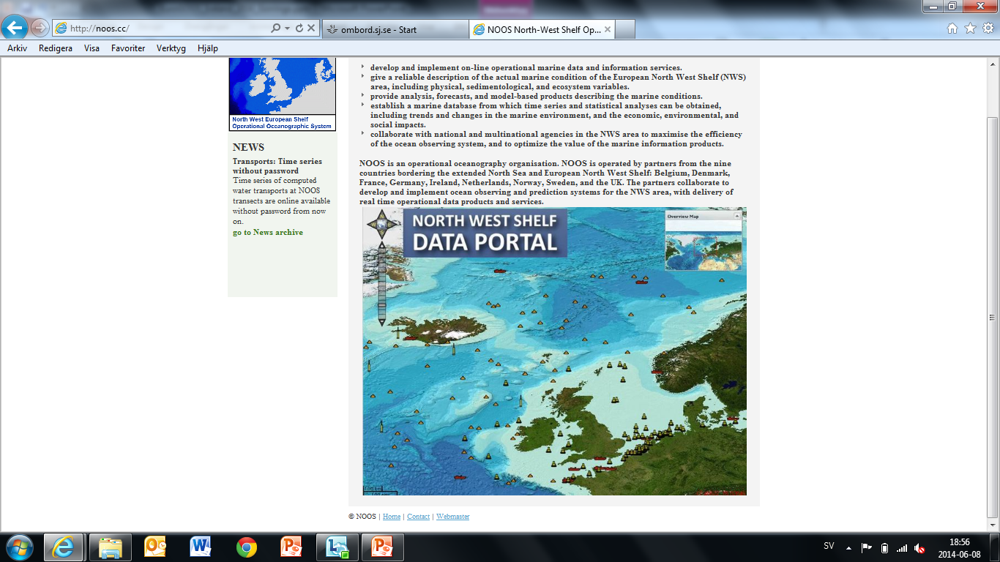 http://noos.cc/
ombord.sj.se - Start
NOOS North-West Shelf Op...
Arkiv Redigera Visa Favoriter Verktyg Hjälp
North West European Shelf
Operational Oceanographic System
NEWS
Transports: Time series
without password
Time series of computed
water transports at NOOS
transects are online available
without password from now
on.
go to News archive
develop and implement on-line operational marine data and information services.
give a reliable description of the actual marine condition of the European North West Shelf (NWS)
area, including physical, sedimentological, and ecosystem variables.
provide analysis, forecasts, and model-based products describing the marine conditions.
establish a marine database from which time series and statistical analyses can be obtained,
including trends and changes in the marine environment, and the economic, environmental, and
social impacts.
collaborate with national and multinational agencies in the NWS area to maximise the efficiency
of the ocean observing system, and to optimize the value of the marine information products.
NOOS is an operational oceanography organisation. NOOS is operated by partners from the nine
countries bordering the extended North Sea and European North West Shelf: Belgium, Denmark,
France, Germany, Ireland, Netherlands, Norway, Sweden, and the UK. The partners collaborate to
develop and implement ocean observing and prediction systems for the NWS area, with delivery of
real time operational data products and services.
NORTH WEST SHELF
DATA PORTAL
Overview Map
© NOOS | Home | Contact | Webmaster
SV
18:56
2014-06-08